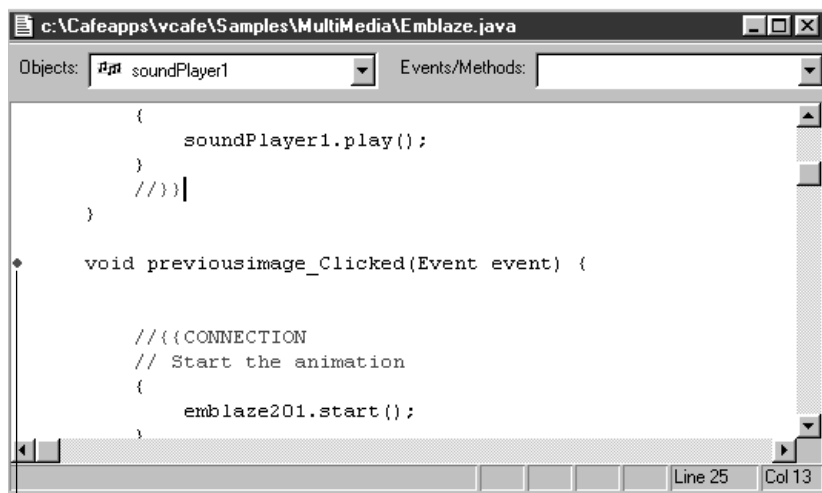 c:\Cafeapps\vcafe\Samples\MultiMedia\Emblaze.java
Objects: soundPlayer1 Events/Methods:
{
soundPlayer1.play();
}
//}}
}
void previousimage_Clicked(Event event) {
//{{CONNECTION
// Start the animation
{
emblaze201.start();
}
Line 25 Col 13